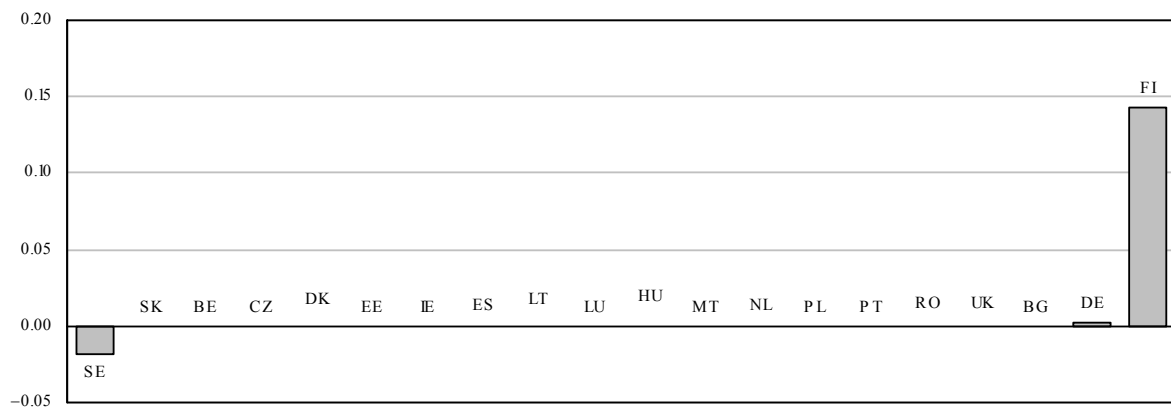 0.20
0.15
0.10
0.05
0.00
−0.05
SE
SK
BE
CZ
DK
EE
IE
ES
LT
LU
HU
MT
NL
PL
PT
RO
UK
BG
DE
FI